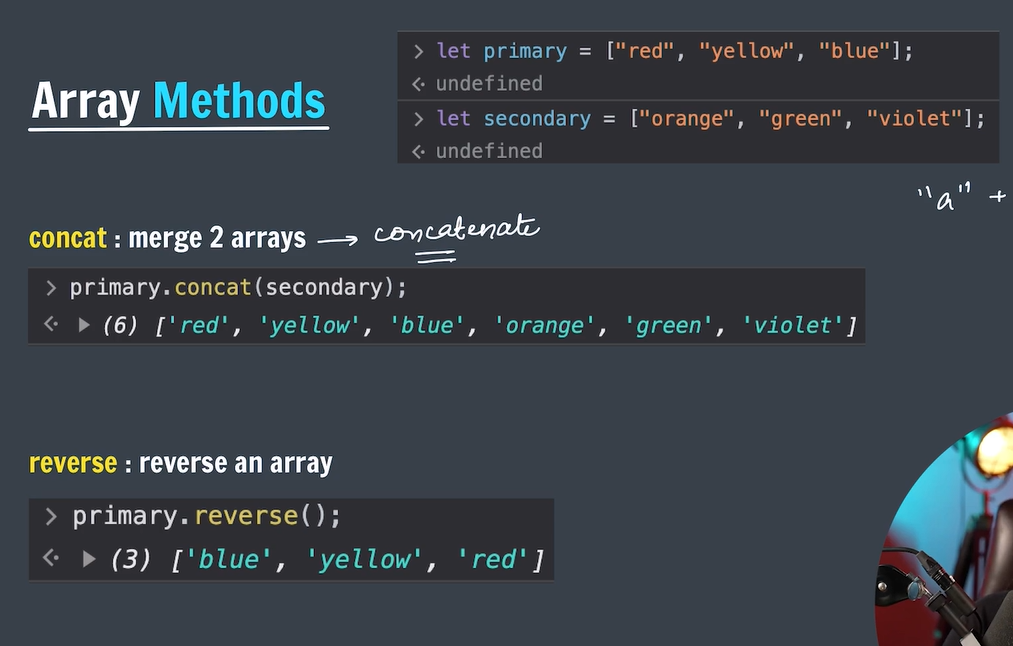 Array Methods
> let primary = ["red", "yellow", "blue"];
undefined
> let secondary = ["orange", "green", "violet"];
undefined
"a" +
concat : merge 2 arrays → concatenate
> primary.concat(secondary);
(6) ['red', 'yellow', 'blue', 'orange', 'green', 'violet']
reverse : reverse an array
> primary.reverse();
(3) ['blue', 'yellow', 'red']